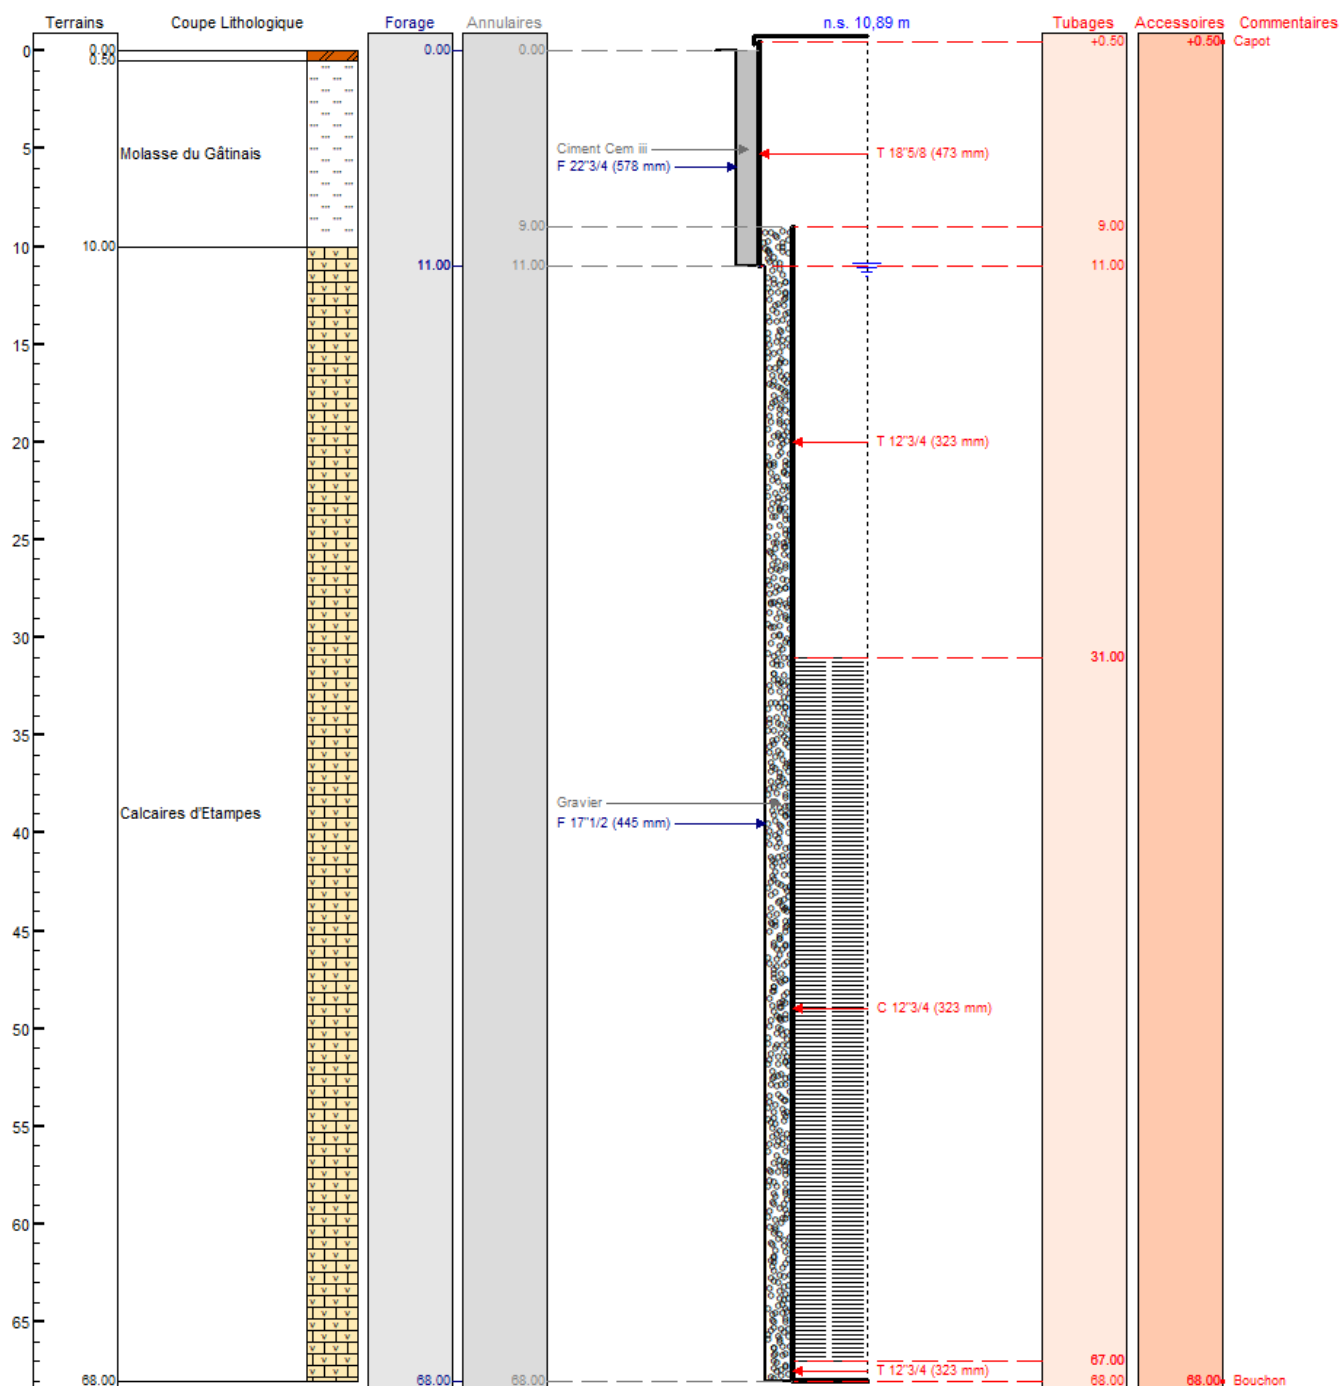 Terrains Coupe Lithologique Forage Annulaires n.s. 10,89 m Tubages Accessoires Commentaires
+0.50 +0.50 Capot
0 0.00 0.00 0.00
0.50
5 Molasse du Gâtinais Ciment Cem iii T 18"5/8 (473 mm)
F 22"3/4 (578 mm)
9.00 9.00
10 10.00
11.00 11.00 11.00
15
20 T 12"3/4 (323 mm)
25
30
31.00
35
Gravier
Calcaires d'Etampes F 17"1/2 (445 mm)
40
45
C 12"3/4 (323 mm)
50
55
60
65
67.00
T 12"3/4 (323 mm)
68.00 68.00 68.00 68.00 68.00 Bouchon